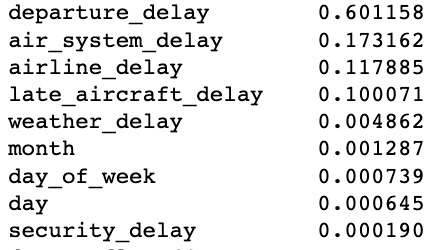 departure_delay 0.601158
air_system_delay 0.173162
airline_delay 0.117885
late_aircraft_delay 0.100071
weather_delay 0.004862
month 0.001287
day_of_week 0.000739
day 0.000645
security_delay 0.000190